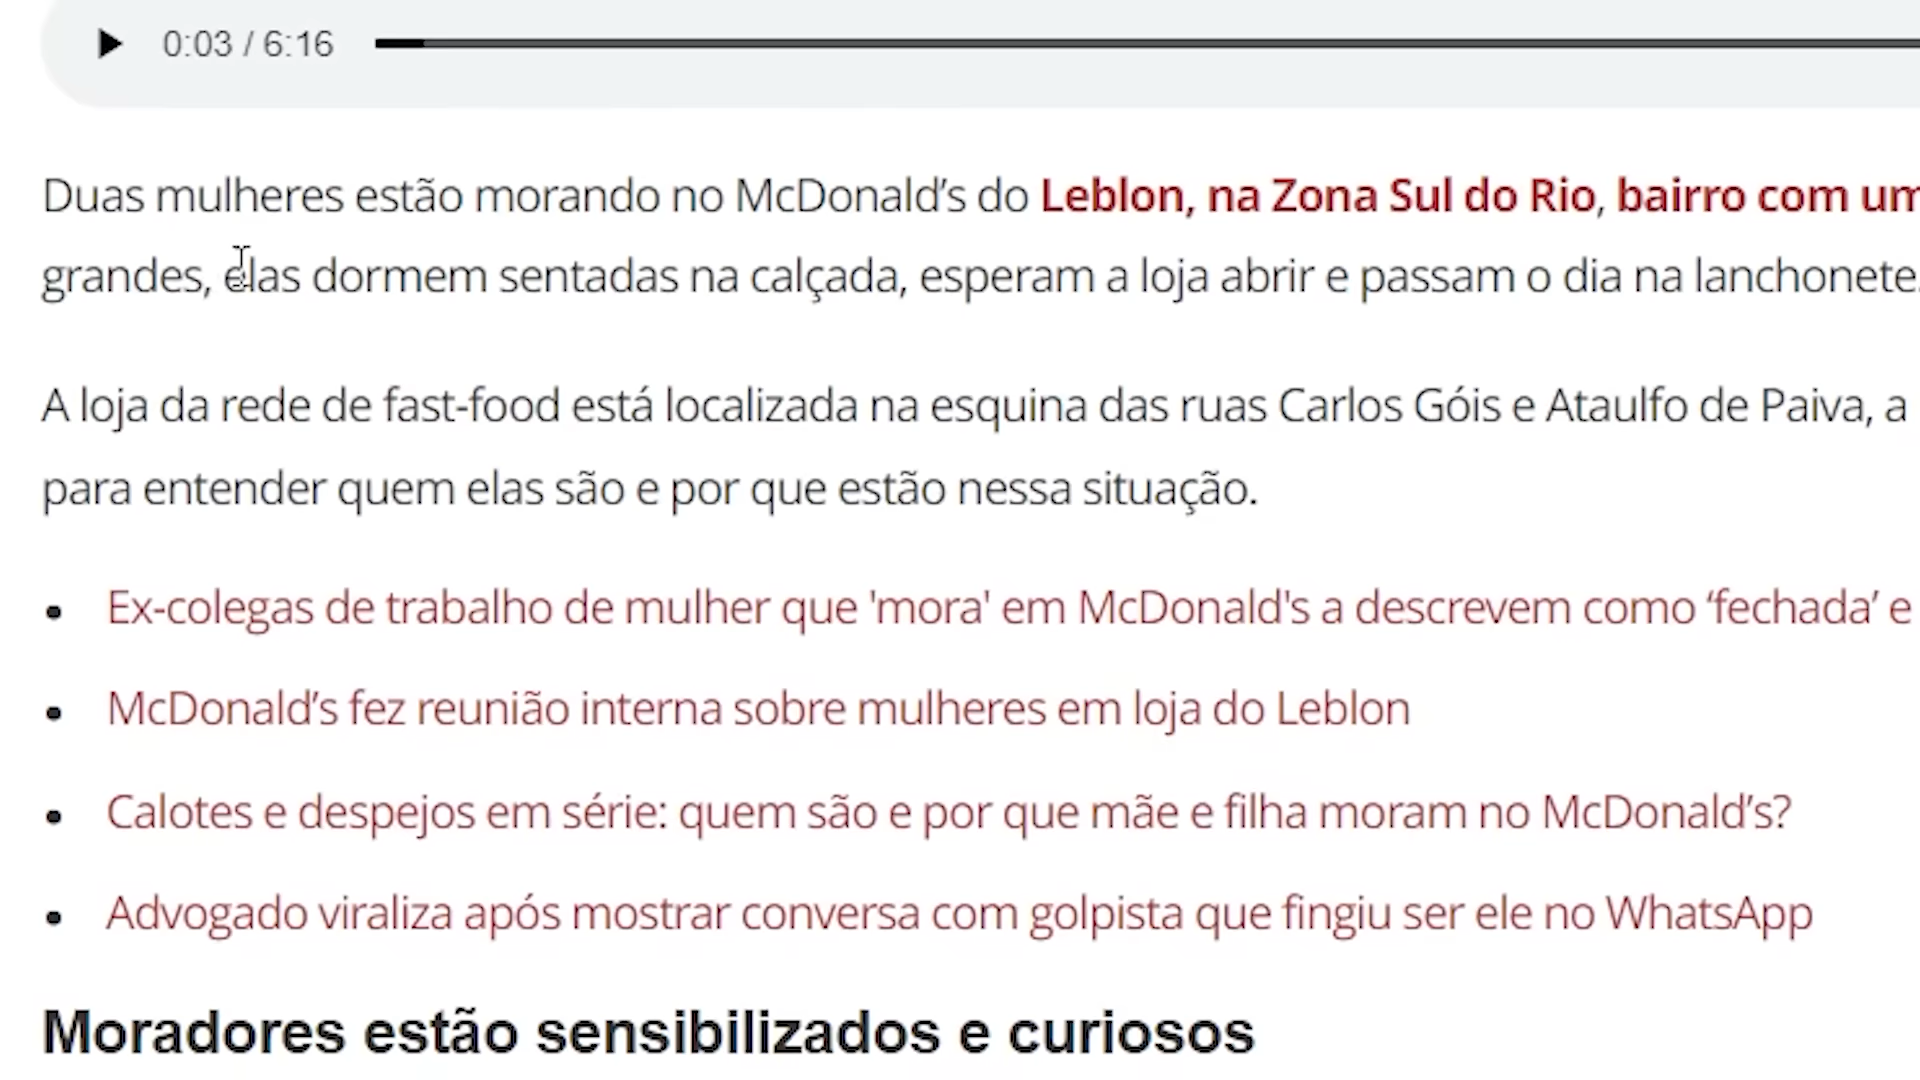 0:03 / 6:16
Duas mulheres estão morando no McDonald’s do Leblon, na Zona Sul do Rio, bairro com um
grandes, elas dormem sentadas na calçada, esperam a loja abrir e passam o dia na lanchonete.
A loja da rede de fast-food está localizada na esquina das ruas Carlos Góis e Ataulfo de Paiva, a
para entender quem elas são e por que estão nessa situação.
• Ex-colegas de trabalho de mulher que 'mora' em McDonald's a descrevem como ‘fechada’ e
• McDonald’s fez reunião interna sobre mulheres em loja do Leblon
• Calotes e despejos em série: quem são e por que mãe e filha moram no McDonald’s?
• Advogado viraliza após mostrar conversa com golpista que fingiu ser ele no WhatsApp
Moradores estão sensibilizados e curiosos